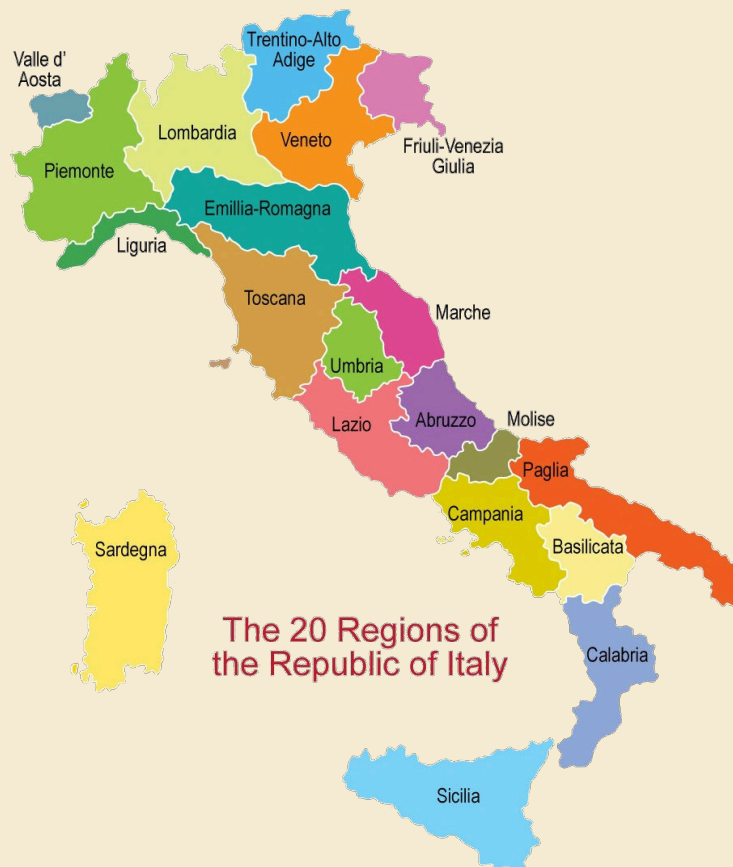 Trentino-Alto
Adige
Valle d'
Aosta
Lombardia
Veneto
Friuli-Venezia
Giulia
Piemonte
Emillia-Romagna
Liguria
Toscana
Marche
Umbria
Lazio
Abruzzo
Molise
Paglia
Campania
Basilicata
Sardegna
The 20 Regions of
the Republic of Italy
Calabria
Sicilia